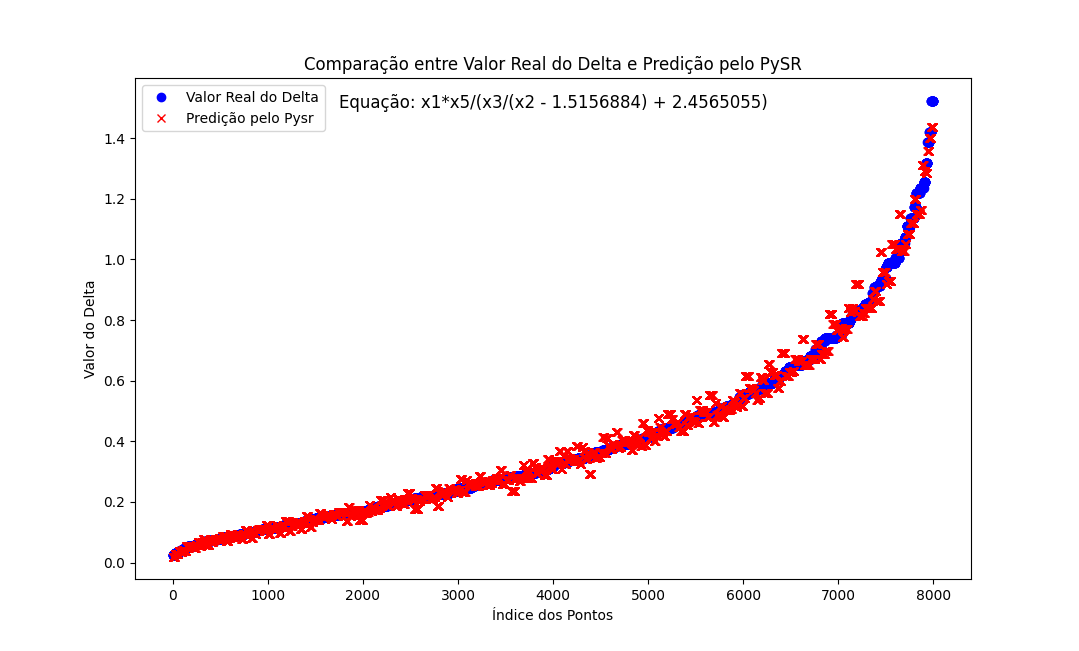 Comparação entre Valor Real do Delta e Predição pelo PySR
Valor Real do Delta
Predição pelo Pysr
Equação: x1*x5/(x3/(x2 - 1.5156884) + 2.4565055)
Valor do Delta
1.4
1.2
1.0
0.8
0.6
0.4
0.2
0.0
0 1000 2000 3000 4000 5000 6000 7000 8000
Índice dos Pontos